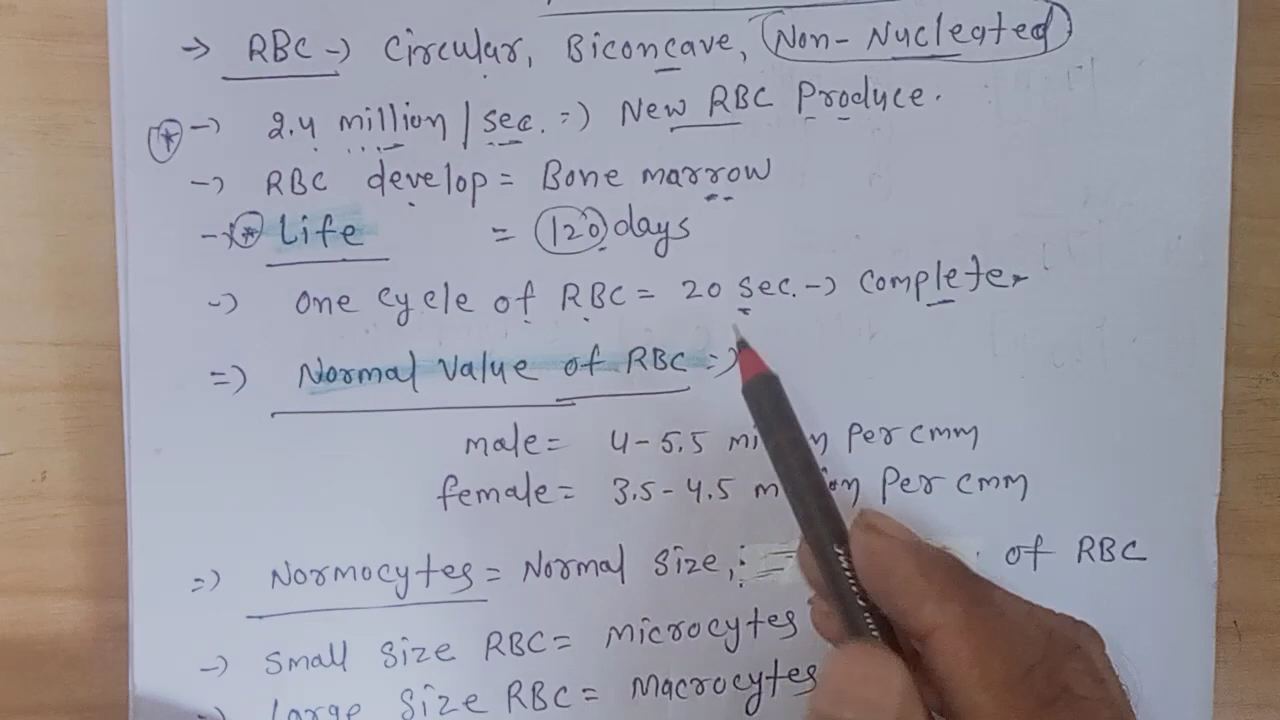 → RBC → Circular, Biconcave, Non-Nucleated
* → 2.4 million/sec. ⇒ New RBC Produce.
→ RBC develop = Bone marrow
→ * Life = 120 days
→ One cycle of RBC = 20 sec. → complete
⇒ Normal value of RBC ⇒
male = 4-5.5 per cmm
female = 3.5-4.5 per cmm
⇒ Normocytes = Normal size, of RBC
→ small size RBC = Microcytes
→ large size RBC = Macrocytes